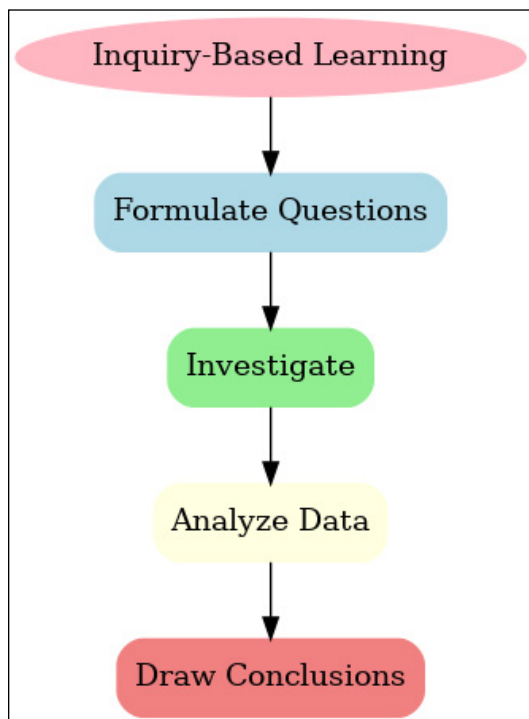 Inquiry-Based Learning
Formulate Questions
Investigate
Analyze Data
Draw Conclusions